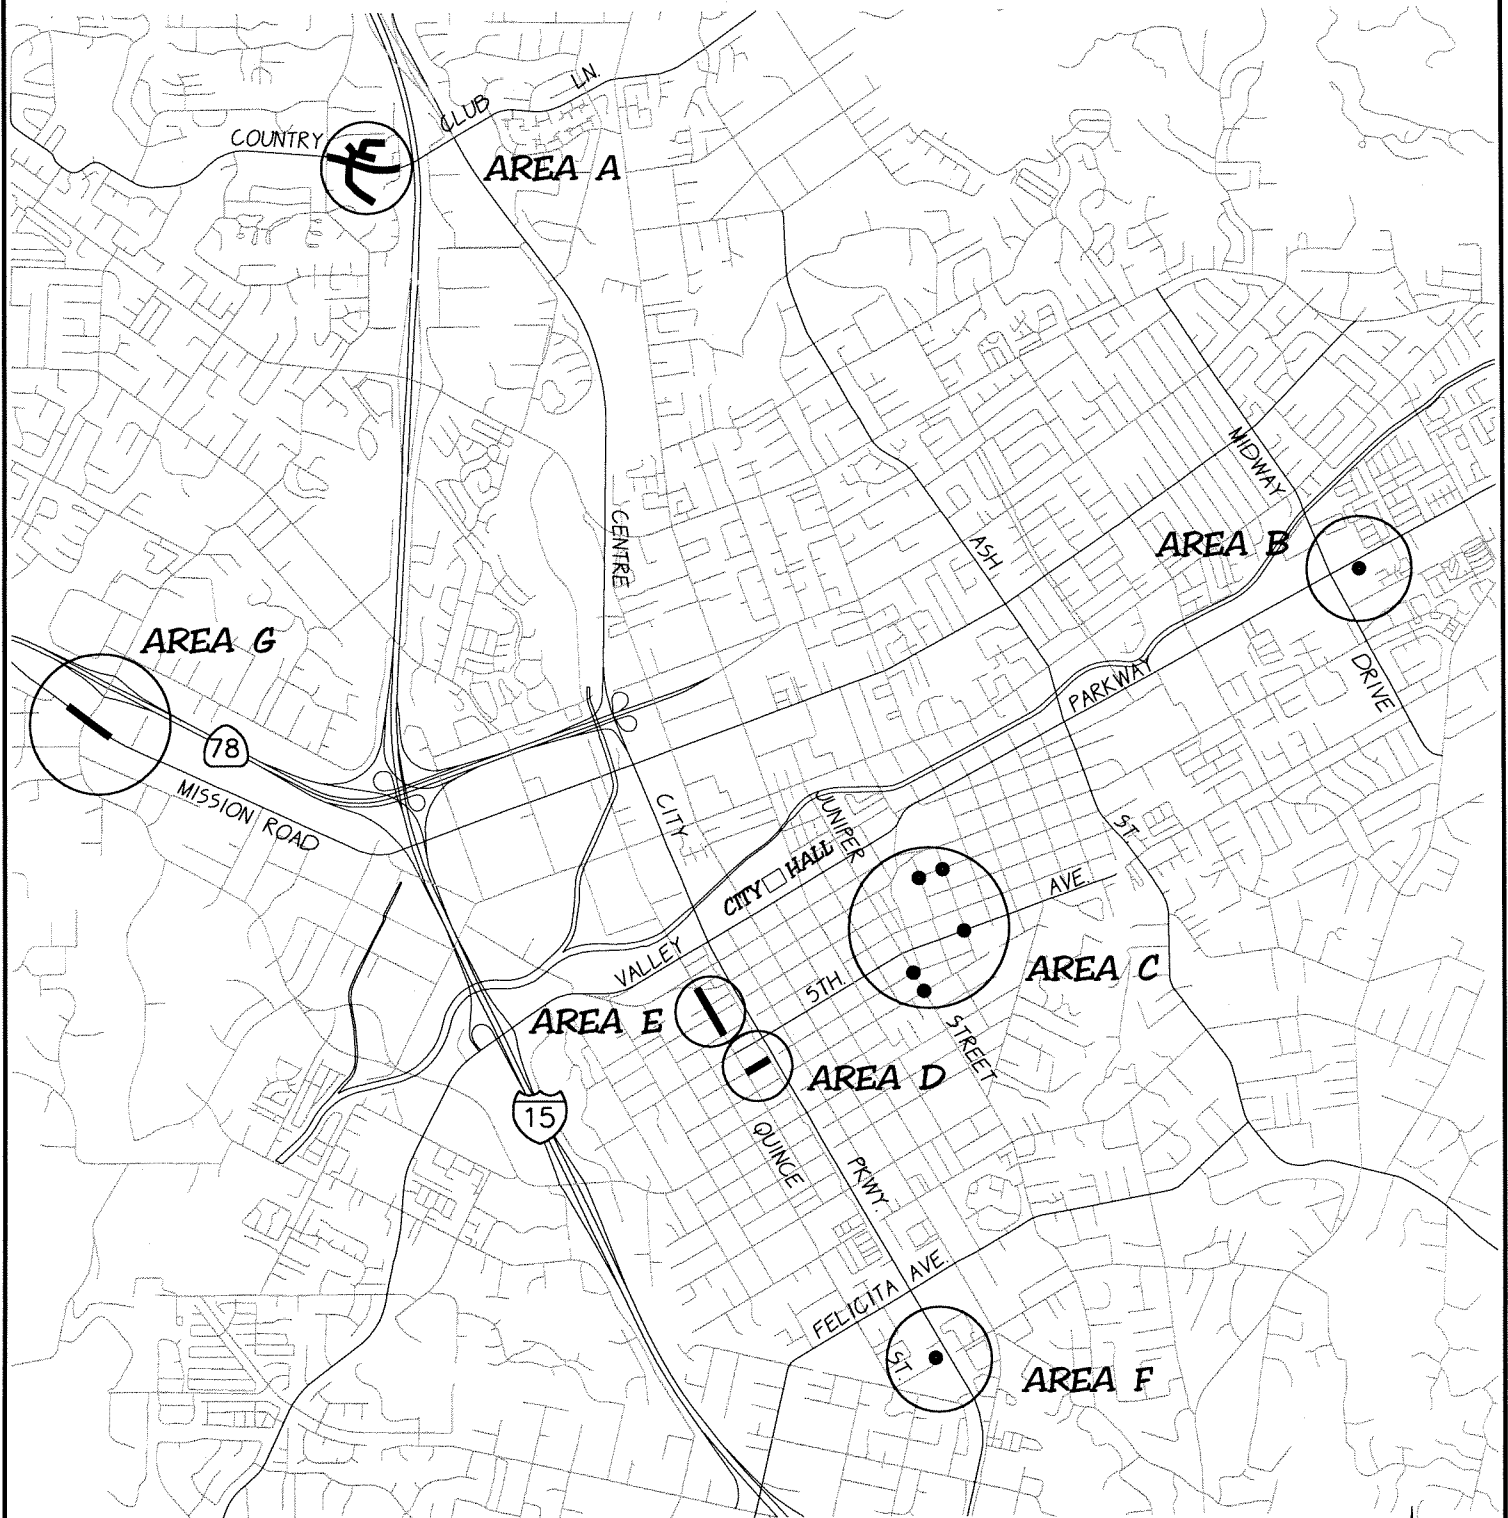 CLUB LN.
COUNTRY
AREA A
MIDWAY
CENTRE
ASH
AREA B
AREA G
DRIVE
PARKWAY
78
MISSION ROAD
CITY
JUNIPER
ST.
CITY HALL
AVE.
VALLEY
5TH.
AREA C
AREA E
STREET
AREA D
15
QUINCE
PKWY.
FELICITA AVE.
ST.
AREA F